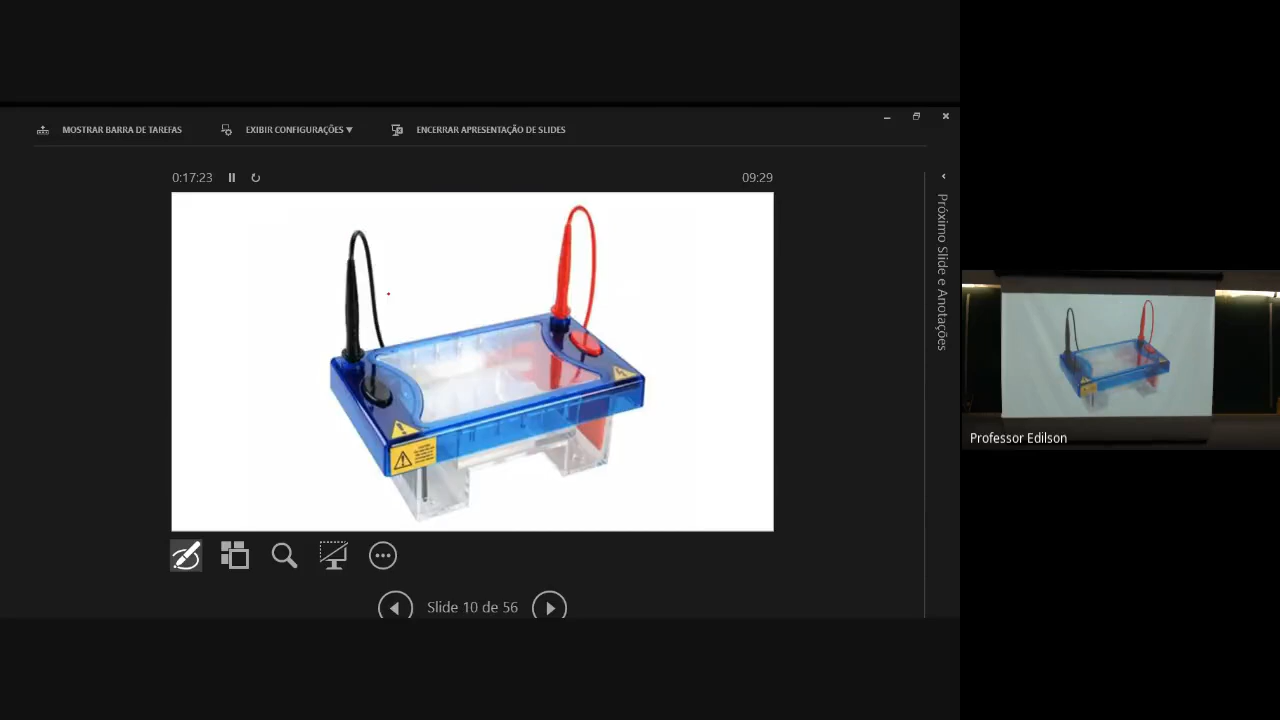 MOSTRAR BARRA DE TAREFAS
EXIBIR CONFIGURAÇÕES ▼
ENCERRAR APRESENTAÇÃO DE SLIDES
0:17:23
09:29
Próximo Slide e Anotações
Slide 10 de 56
Professor Edilson